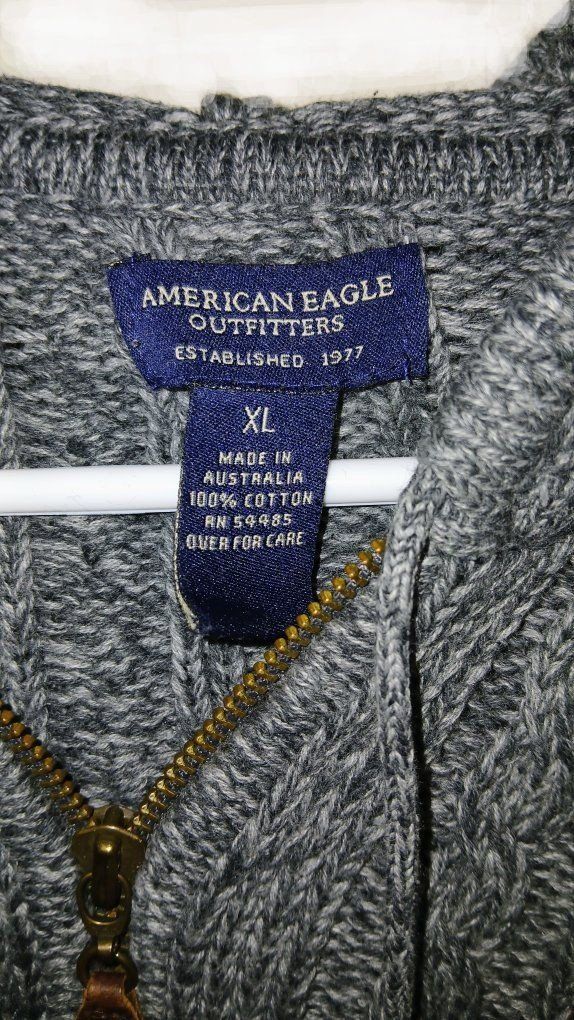 AMERICAN EAGLE
OUTFITTERS
ESTABLISHED 1977
XL
MADE IN
AUSTRALIA
100% COTTON
RN 54485
OVER FOR CARE